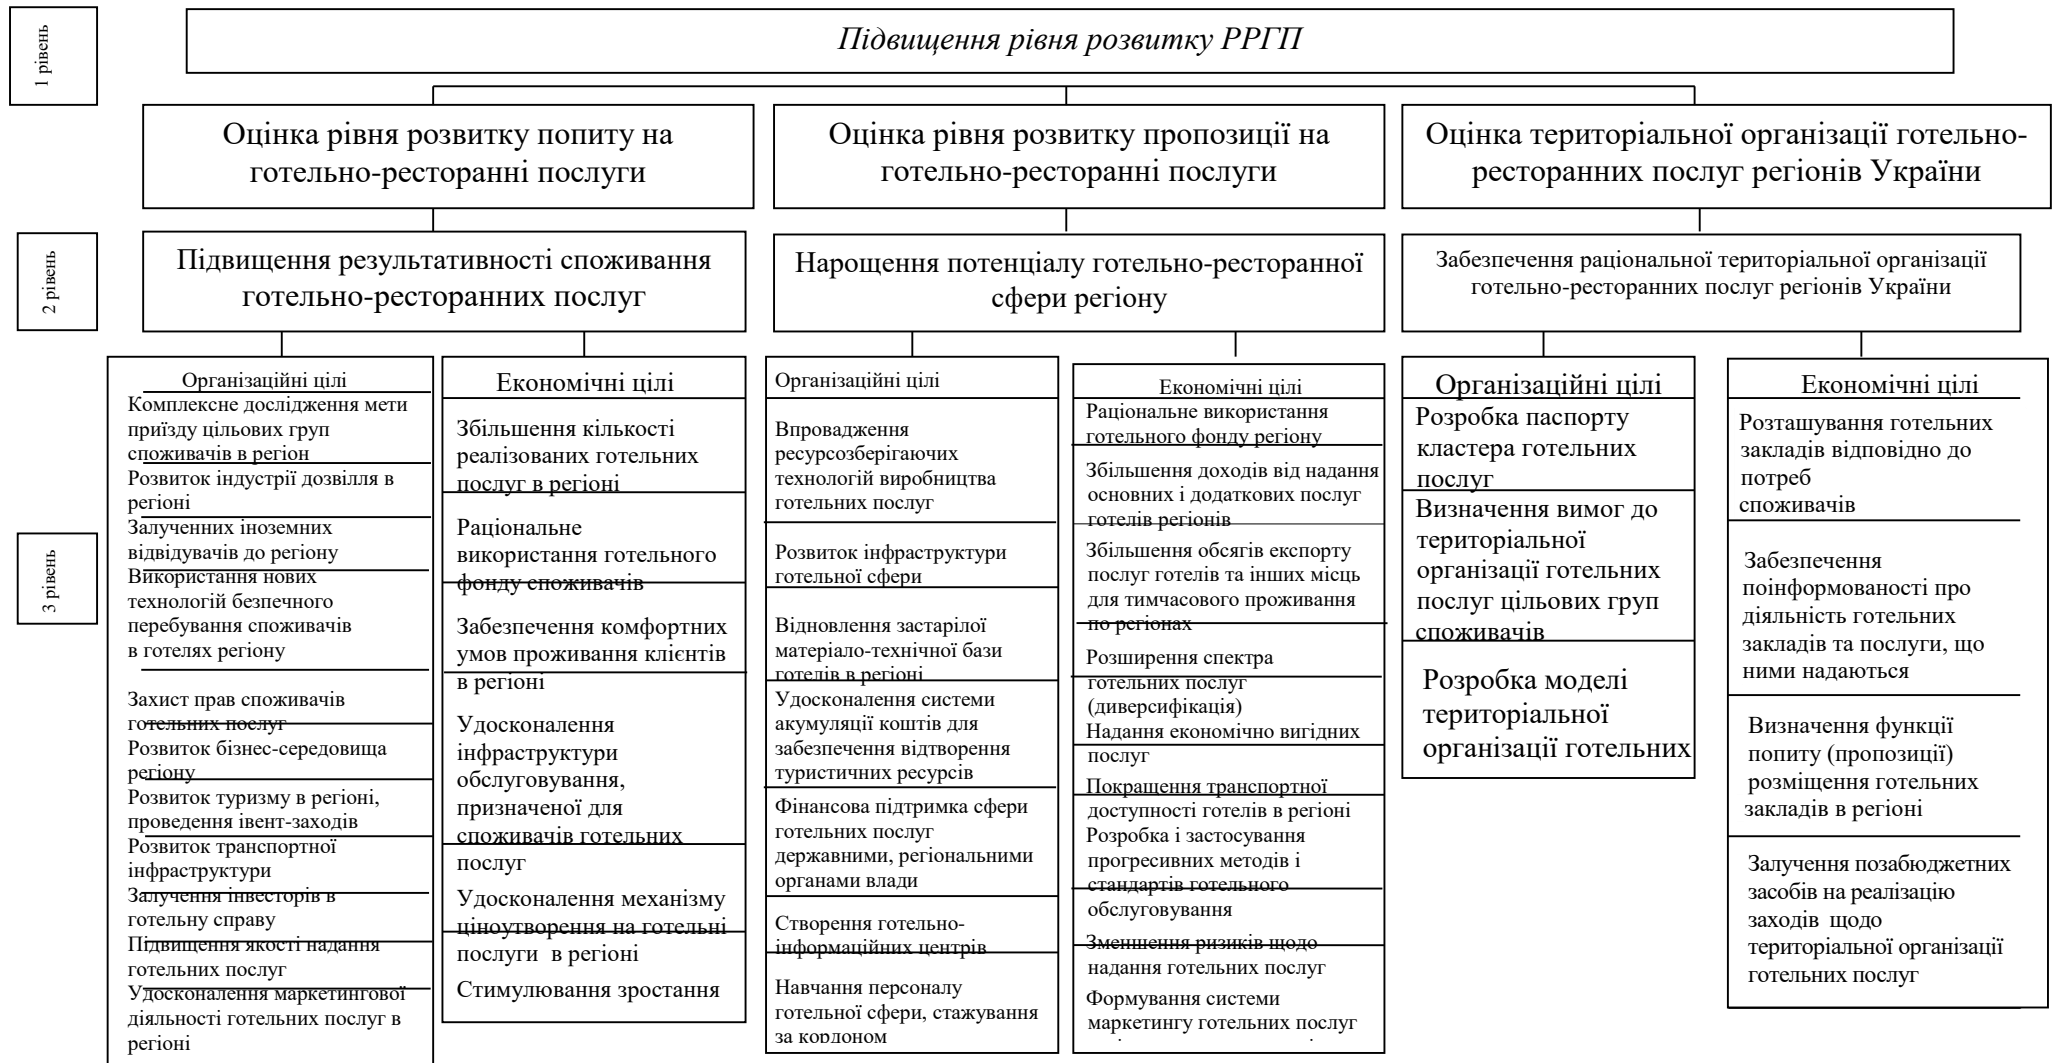 1 рівень
Підвищення рівня розвитку РРГП
Оцінка рівня розвитку попиту на
готельно-ресторанні послуги
Оцінка рівня розвитку пропозиції на
готельно-ресторанні послуги
Оцінка територіальної організації готельно-
ресторанних послуг регіонів України
2 рівень
Підвищення результативності споживання
готельно-ресторанних послуг
Нарощення потенціалу готельно-ресторанної
сфери регіону
Забезпечення раціональної територіальної організації
готельно-ресторанних послуг регіонів України
3 рівень
Організаційні цілі
Комплексне дослідження мети
приїзду цільових груп
споживачів в регіон
Розвиток індустрії дозвілля в
регіоні
Залученних іноземних
відвідувачів до регіону
Використання нових
технологій безпечного
перебування споживачів
в готелях регіону
Захист прав споживачів
готельних послуг
Розвиток бізнес-середовища
регіону
Розвиток туризму в регіоні,
проведення івент-заходів
Розвиток транспортної
інфраструктури
Залучення інвесторів в
готельну справу
Підвищення якості надання
готельних послуг
Удосконалення маркетингової
діяльності готельних послуг в
регіоні
Економічні цілі
Збільшення кількості
реалізованих готельних
послуг в регіоні
Раціональне
використання готельного
фонду споживачів
Забезпечення комфортних
умов проживання клієнтів
в регіоні
Удосконалення
інфраструктури
обслуговування,
призначеної для
споживачів готельних
послуг
Удосконалення механізму
ціноутворення на готельні
послуги в регіоні
Стимулювання зростання
Організаційні цілі
Впровадження
ресурсозберігаючих
технологій виробництва
готельних послуг
Розвиток інфраструктури
готельної сфери
Відновлення застарілої
матеріало-технічної бази
готелів в регіоні
Удосконалення системи
акумуляції коштів для
забезпечення відтворення
туристичних ресурсів
Фінансова підтримка сфери
готельних послуг
державними, регіональними
органами влади
Створення готельно-
інформаційних центрів
Навчання персоналу
готельної сфери, стажування
за кордоном
Економічні цілі
Раціональне використання
готельного фонду регіону
Збільшення доходів від надання
основних і додаткових послуг
готелів регіонів
Збільшення обсягів експорту
послуг готелів та інших місць
для тимчасового проживання
по регіонах
Розширення спектра
готельних послуг
(диверсифікація)
Надання економічно вигідних
послуг
Покращення транспортної
доступності готелів в регіоні
Розробка і застосування
прогресивних методів і
стандартів готельного
обслуговування
Зменшення ризиків щодо
надання готельних послуг
Формування системи
маркетингу готельних послуг
Організаційні цілі
Розробка паспорту
кластера готельних
послуг
Визначення вимог до
територіальної
організації готельних
послуг цільових груп
споживачів
Розробка моделі
територіальної
організації готельних
Економічні цілі
Розташування готельних
закладів відповідно до
потреб
споживачів
Забезпечення
поінформованості про
діяльність готельних
закладів та послуги, що
ними надаються
Визначення функції
попиту (пропозиції)
розміщення готельних
закладів в регіоні
Залучення позабюджетних
засобів на реалізацію
заходів щодо
територіальної організації
готельних послуг